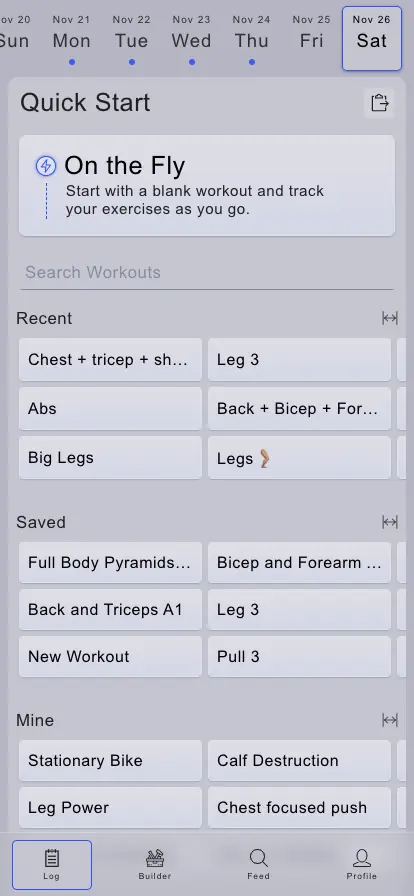 Nov 21 Nov 22 Nov 23 Nov 24 Nov 25 Nov 26
Mon Tue Wed Thu Fri Sat
Quick Start
On the Fly
Start with a blank workout and track
your exercises as you go.
Search Workouts
Recent
Chest + tricep + sh... Leg 3
Abs Back + Bicep + For...
Big Legs Legs 🦵🏽
Saved
Full Body Pyramids... Bicep and Forearm ...
Back and Triceps A1 Leg 3
New Workout Pull 3
Mine
Stationary Bike Calf Destruction
Leg Power Chest focused push
Log Builder Feed Profile